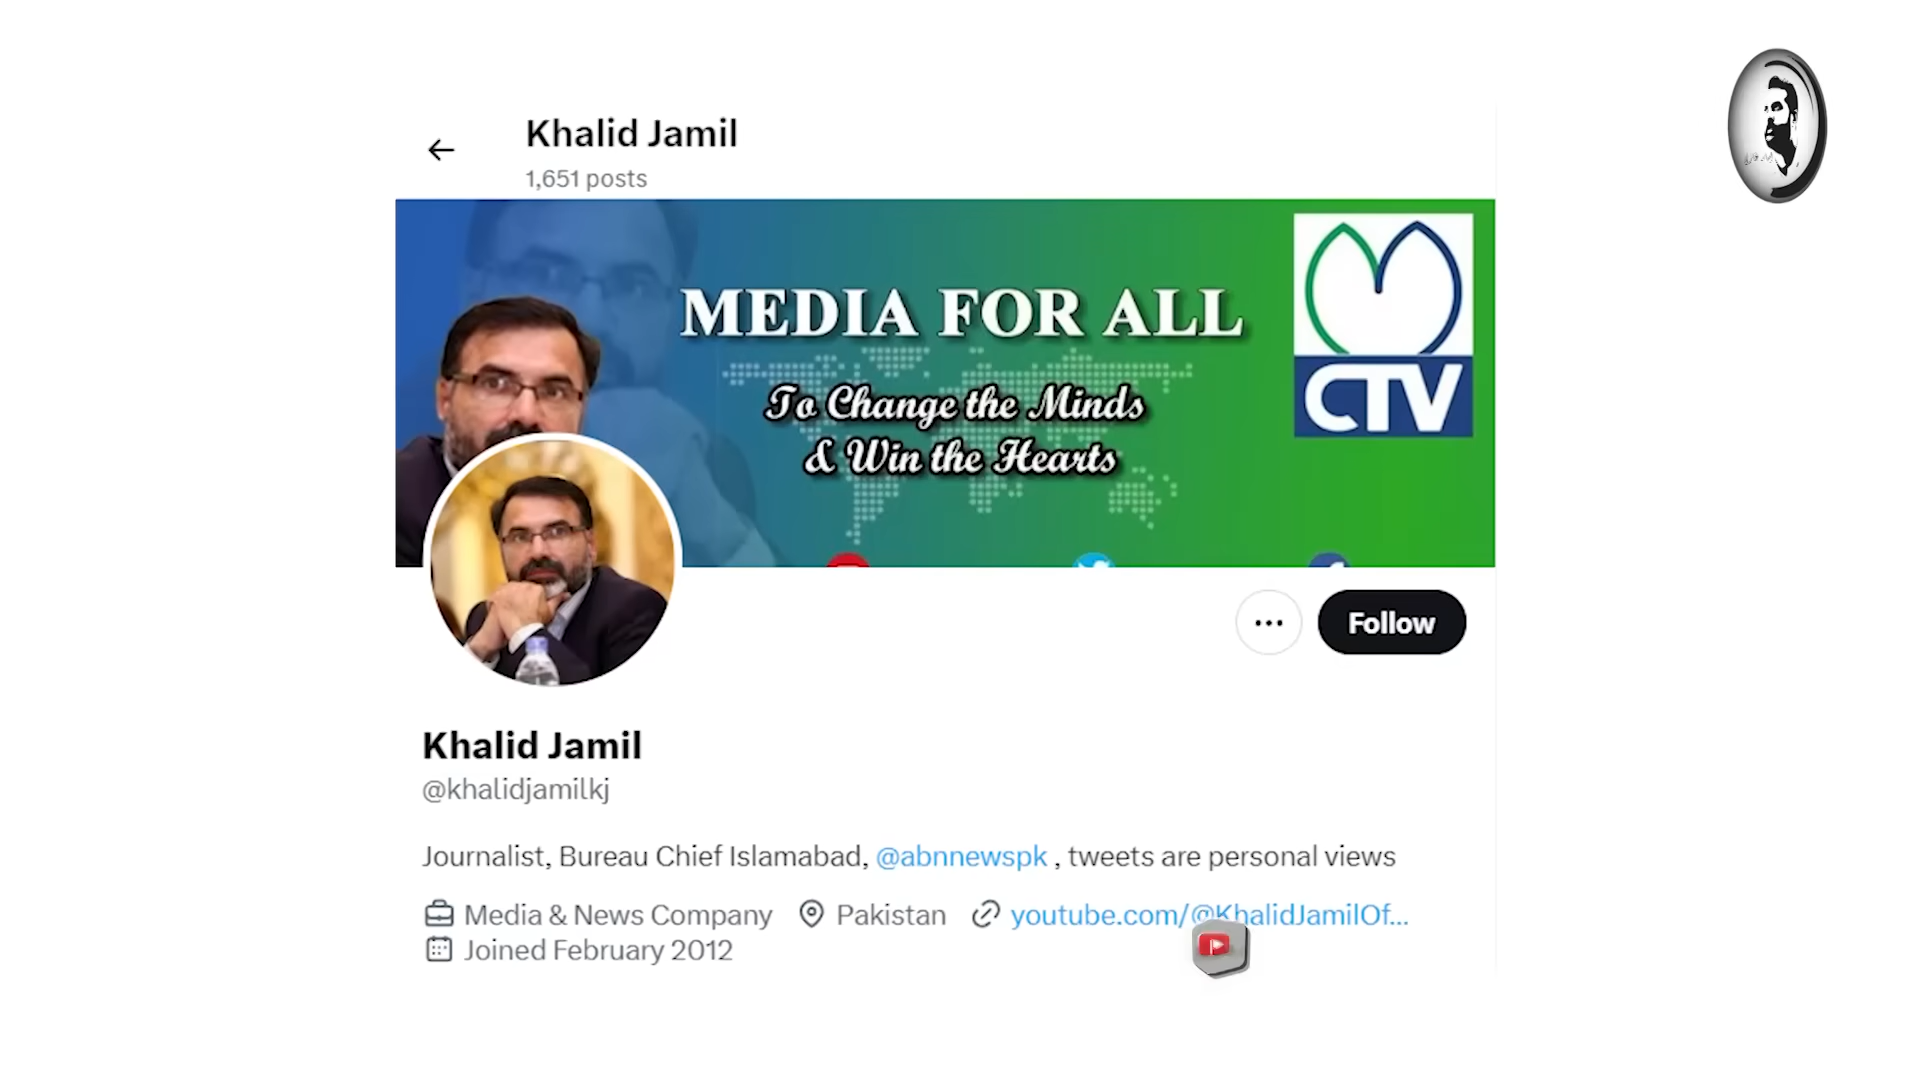 Khalid Jamil
1,651 posts
MEDIA FOR ALL
To Change the Minds
& Win the Hearts
CTV
Follow
Khalid Jamil
@khalidjamilkj
Journalist, Bureau Chief Islamabad, @abnnewspk , tweets are personal views
Media & News Company Pakistan youtube.com/@KhalidJamilOf...
Joined February 2012